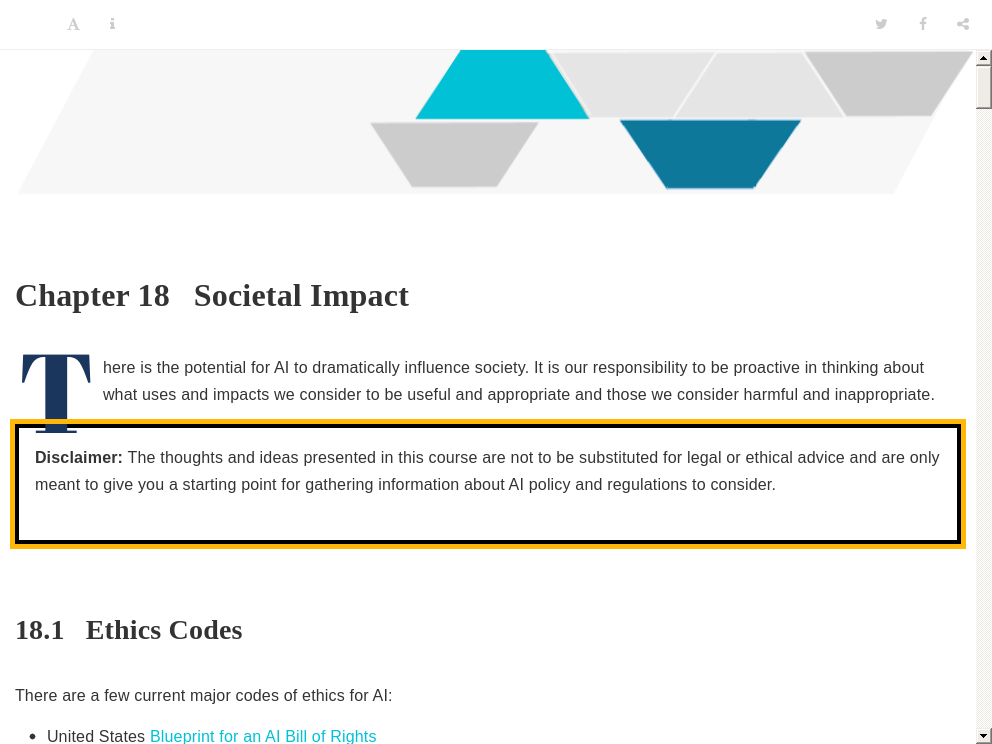 Chapter 18 Societal Impact
There is the potential for AI to dramatically influence society. It is our responsibility to be proactive in thinking about
what uses and impacts we consider to be useful and appropriate and those we consider harmful and inappropriate.
Disclaimer: The thoughts and ideas presented in this course are not to be substituted for legal or ethical advice and are only
meant to give you a starting point for gathering information about AI policy and regulations to consider.
18.1 Ethics Codes
There are a few current major codes of ethics for AI:
• United States Blueprint for an AI Bill of Rights